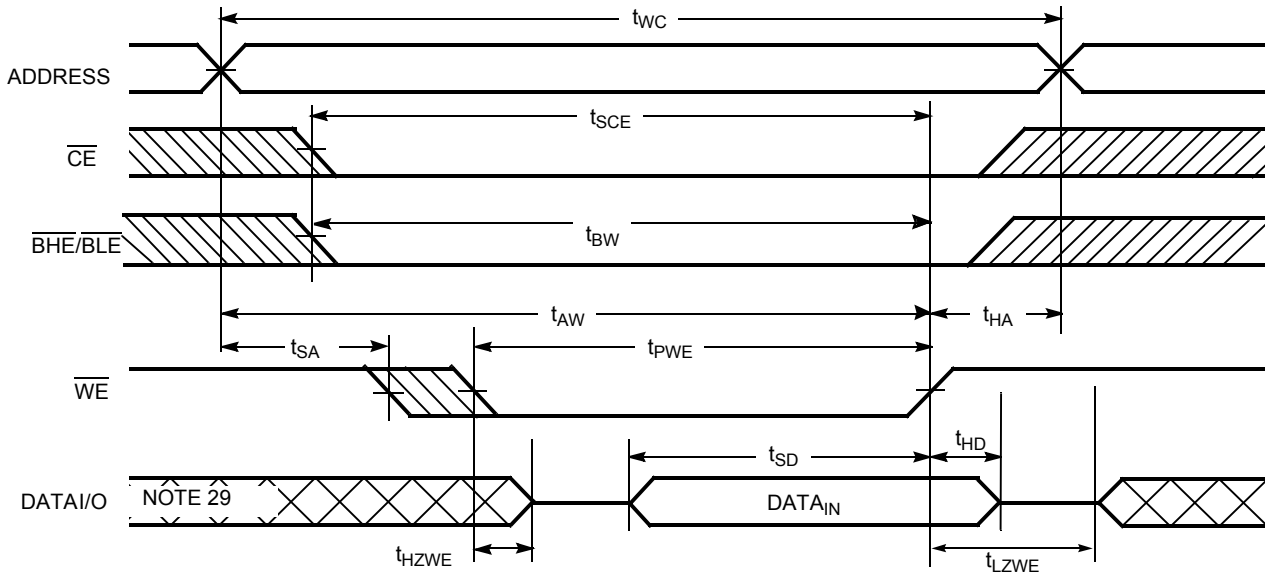 tWC
ADDRESS
tSCE
CE
tBW
BHE/BLE
tAW
tHA
tSA
tPWE
WE
tSD
tHD
DATAI/O
NOTE 29
DATAIN
tHZWE
tLZWE